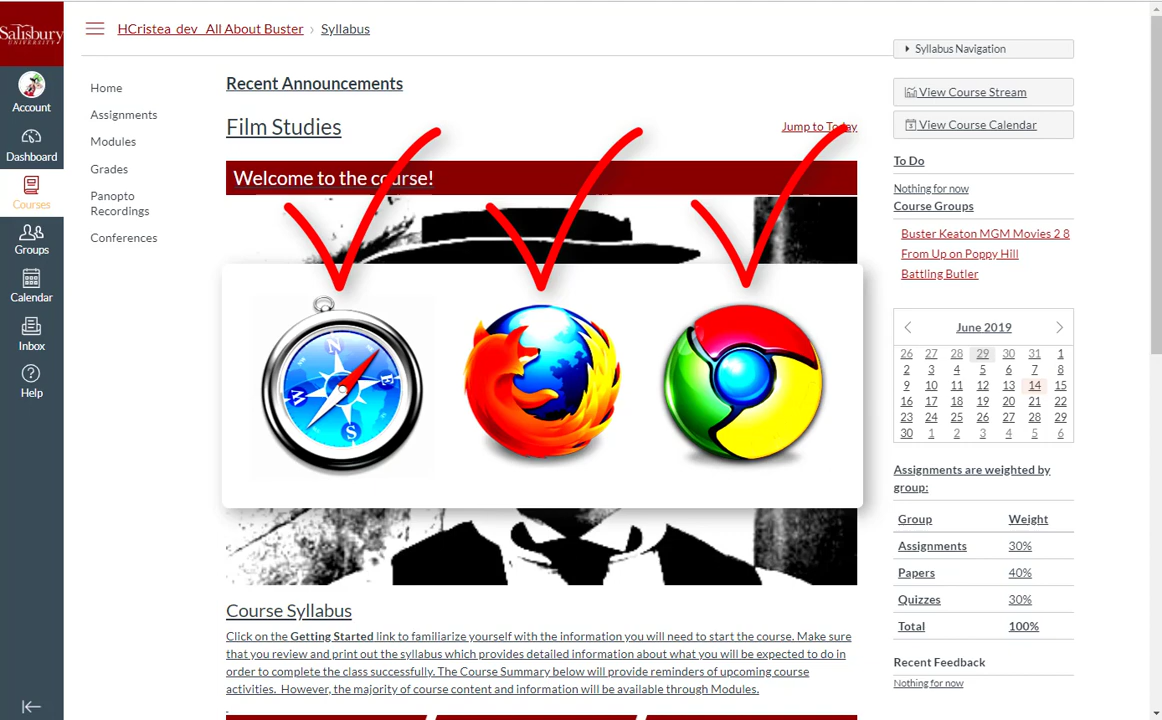 Salisbury
UNIVERSITY
HCristea_dev_All About Buster › Syllabus
Account
Dashboard
Courses
Groups
Calendar
Inbox
Help
Home
Assignments
Modules
Grades
Panopto
Recordings
Conferences
Recent Announcements
Film Studies
Jump to Today
Welcome to the course!
N
E
S
W
Course Syllabus
Click on the Getting Started link to familiarize yourself with the information you will need to start the course. Make sure
that you review and print out the syllabus which provides detailed information about what you will be expected to do in
order to complete the class successfully. The Course Summary below will provide reminders of upcoming course
activities. However, the majority of course content and information will be available through Modules.
Syllabus Navigation
View Course Stream
View Course Calendar
To Do
Nothing for now
Course Groups
Buster Keaton MGM Movies 2 8
From Up on Poppy Hill
Battling Butler
June 2019
26 27 28 29 30 31 1
2 3 4 5 6 7 8
9 10 11 12 13 14 15
16 17 18 19 20 21 22
23 24 25 26 27 28 29
30 1 2 3 4 5 6
Assignments are weighted by
group:
Group Weight
Assignments 30%
Papers 40%
Quizzes 30%
Total 100%
Recent Feedback
Nothing for now